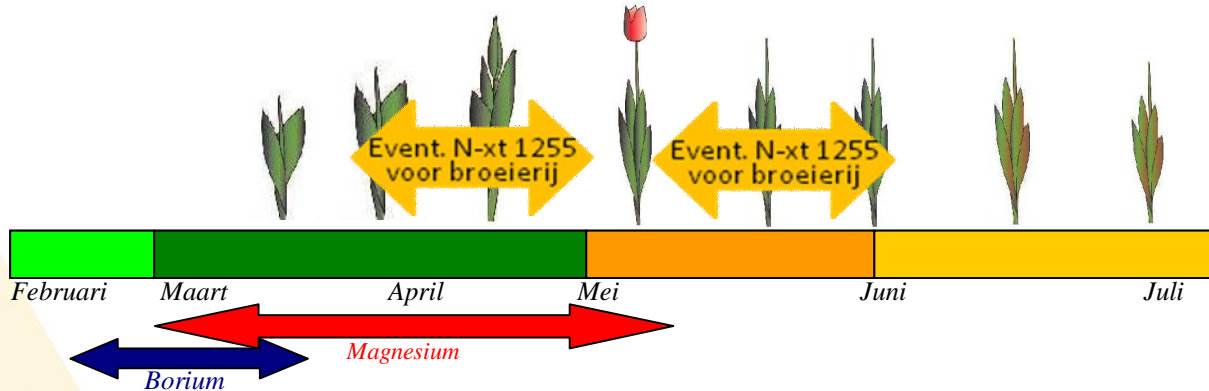 Event. N-xt 1255
voor broeierij
Event. N-xt 1255
voor broeierij
Februari Maart April Mei Juni Juli
Magnesium
Borium